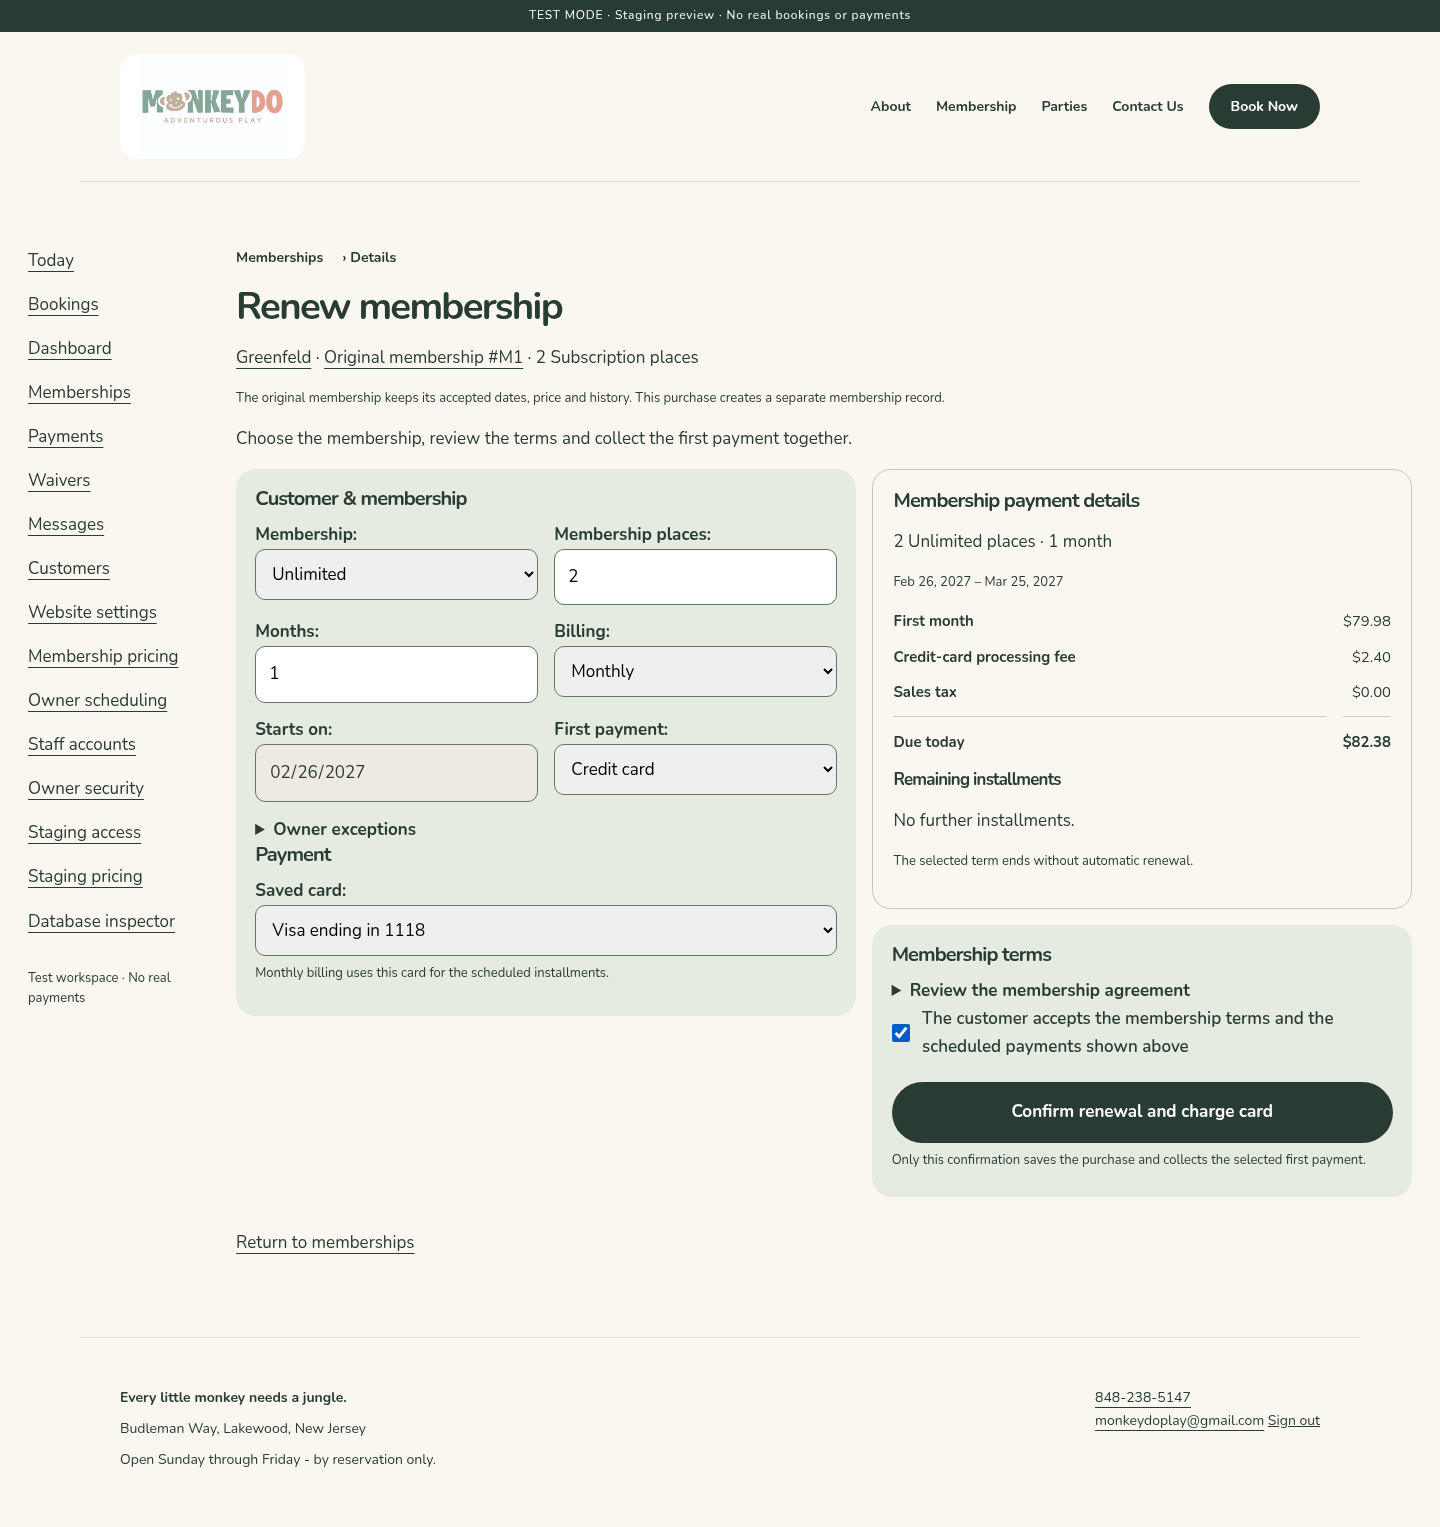 TEST MODE · Staging preview · No real bookings or payments
MONKEYDO
ADVENTUROUS PLAY
About
Membership
Parties
Contact Us
Book Now
Today
Bookings
Dashboard
Memberships
Payments
Waivers
Messages
Customers
Website settings
Membership pricing
Owner scheduling
Staff accounts
Owner security
Staging access
Staging pricing
Database inspector
Test workspace · No real
payments
Memberships › Details
Renew membership
Greenfeld · Original membership #M1 · 2 Subscription places
The original membership keeps its accepted dates, price and history. This purchase creates a separate membership record.
Choose the membership, review the terms and collect the first payment together.
Customer & membership
Membership:
Unlimited
Membership places:
2
Months:
1
Billing:
Monthly
Starts on:
02/26/2027
First payment:
Credit card
Owner exceptions
Payment
Saved card:
Visa ending in 1118
Monthly billing uses this card for the scheduled installments.
Membership payment details
2 Unlimited places · 1 month
Feb 26, 2027 – Mar 25, 2027
First month $79.98
Credit-card processing fee $2.40
Sales tax $0.00
Due today $82.38
Remaining installments
No further installments.
The selected term ends without automatic renewal.
Membership terms
Review the membership agreement
The customer accepts the membership terms and the
scheduled payments shown above
Confirm renewal and charge card
Only this confirmation saves the purchase and collects the selected first payment.
Return to memberships
Every little monkey needs a jungle.
Budleman Way, Lakewood, New Jersey
Open Sunday through Friday - by reservation only.
848-238-5147
monkeydoplay@gmail.com Sign out